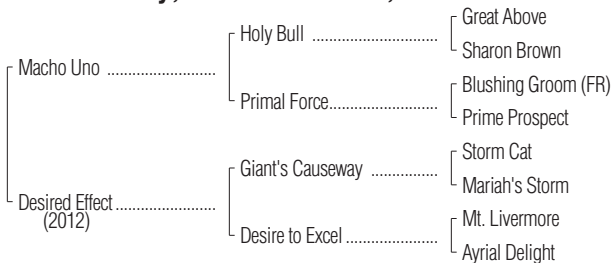 Great Above
Holy Bull ....................................
Sharon Brown
Macho Uno ...............................
Blushing Groom (FR)
Primal Force...............................
Prime Prospect
Storm Cat
Giant's Causeway ...................
Mariah's Storm
Desired Effect .............................
(2012)
Mt. Livermore
Desire to Excel ..........................
Ayrial Delight